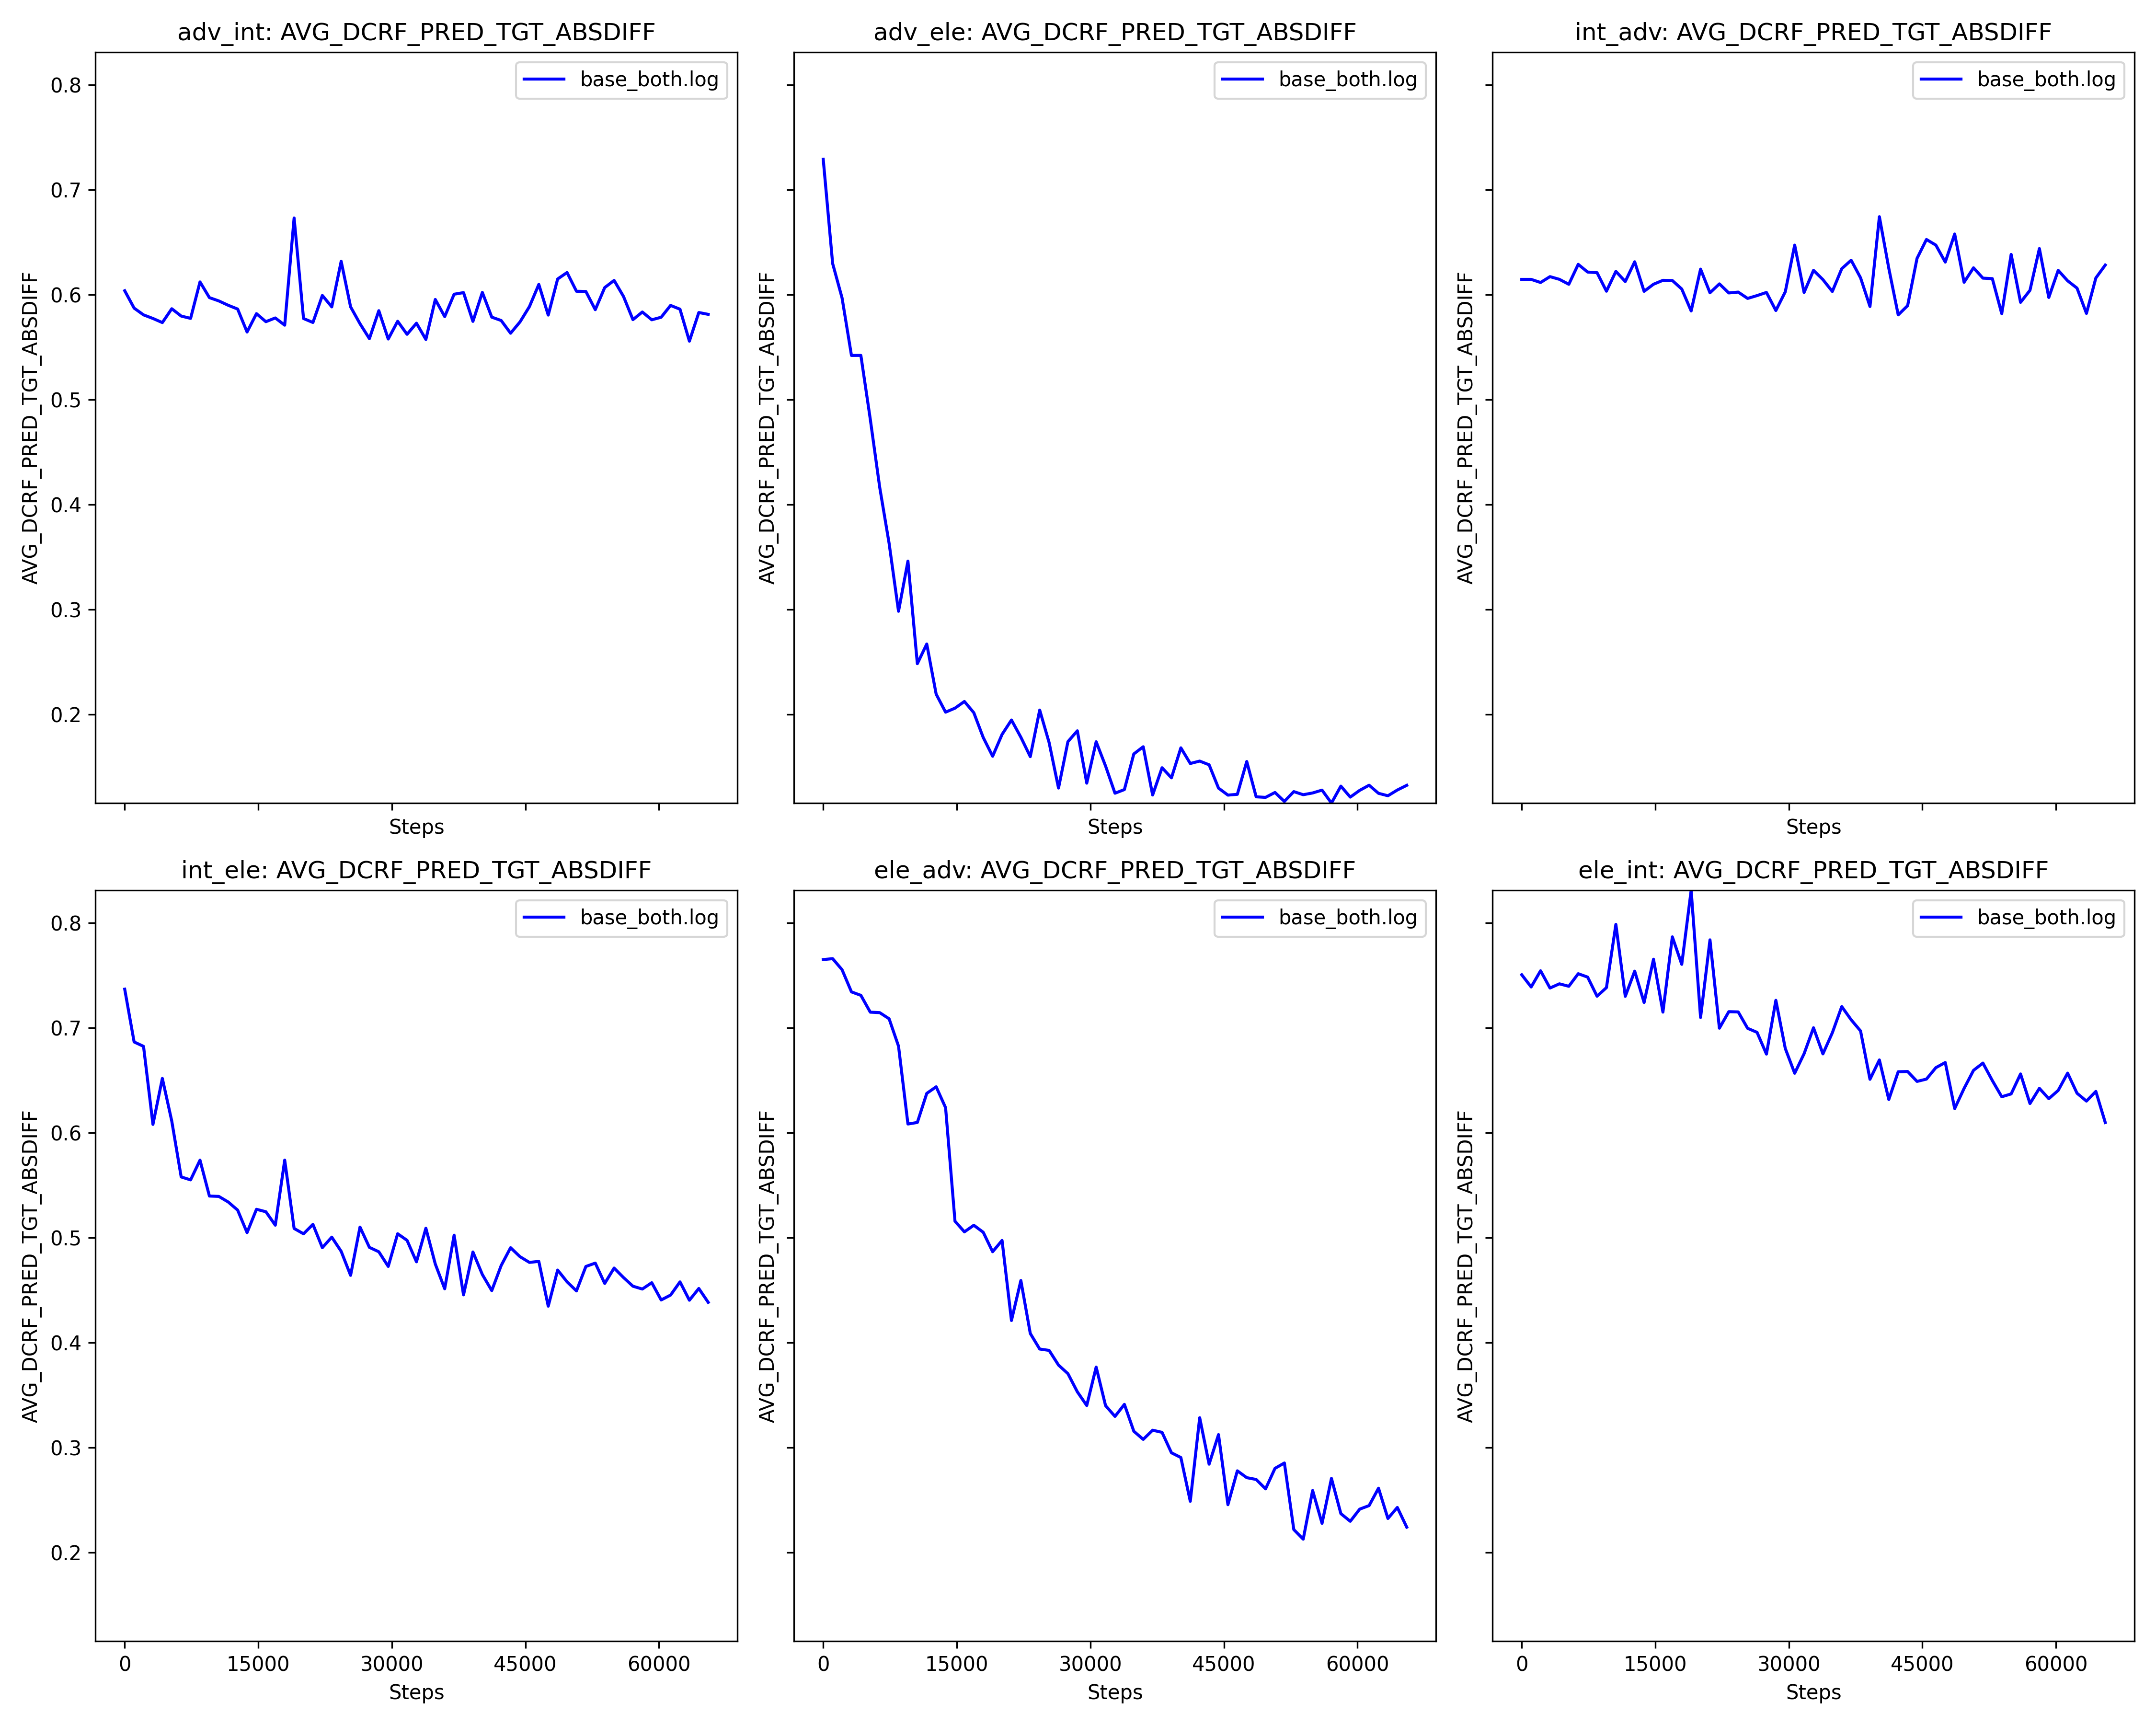 adv_int: AVG_DCRF_PRED_TGT_ABSDIFF
base_both.log
AVG_DCRF_PRED_TGT_ABSDIFF
0.8
0.7
0.6
0.5
0.4
0.3
0.2
Steps
adv_ele: AVG_DCRF_PRED_TGT_ABSDIFF
base_both.log
AVG_DCRF_PRED_TGT_ABSDIFF
Steps
int_adv: AVG_DCRF_PRED_TGT_ABSDIFF
base_both.log
AVG_DCRF_PRED_TGT_ABSDIFF
Steps
int_ele: AVG_DCRF_PRED_TGT_ABSDIFF
base_both.log
AVG_DCRF_PRED_TGT_ABSDIFF
0.8
0.7
0.6
0.5
0.4
0.3
0.2
0 15000 30000 45000 60000
Steps
ele_adv: AVG_DCRF_PRED_TGT_ABSDIFF
base_both.log
AVG_DCRF_PRED_TGT_ABSDIFF
0 15000 30000 45000 60000
Steps
ele_int: AVG_DCRF_PRED_TGT_ABSDIFF
base_both.log
AVG_DCRF_PRED_TGT_ABSDIFF
0 15000 30000 45000 60000
Steps